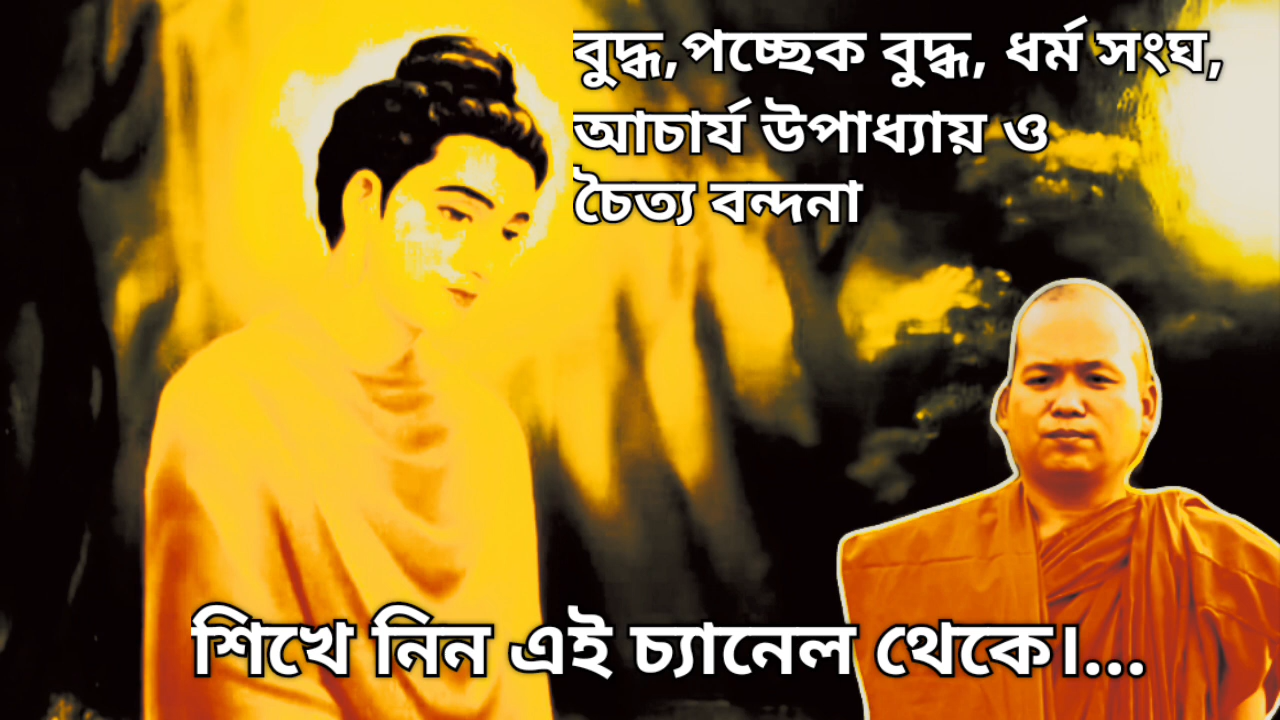 বুদ্ধ,পচ্ছেক বুদ্ধ, ধর্ম সংঘ,
আচার্য উপাধ্যায় ও
চৈত্য বন্দনা
শিখে নিন এই চ্যানেল থেকে।...